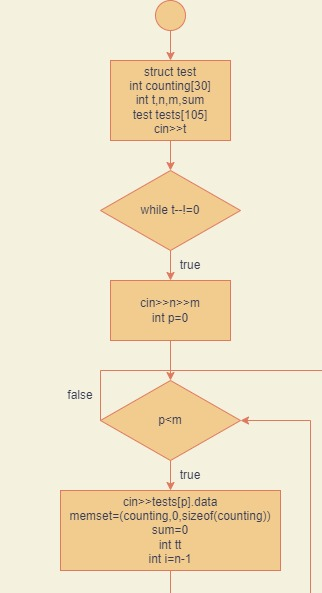 struct test
int counting[30]
int t,n,m,sum
test tests[105]
cin>>t
while t--!=0
true
cin>>n>>m
int p=0
false
p<m
true
cin>>tests[p].data
memset=(counting,0,sizeof(counting))
sum=0
int tt
int i=n-1